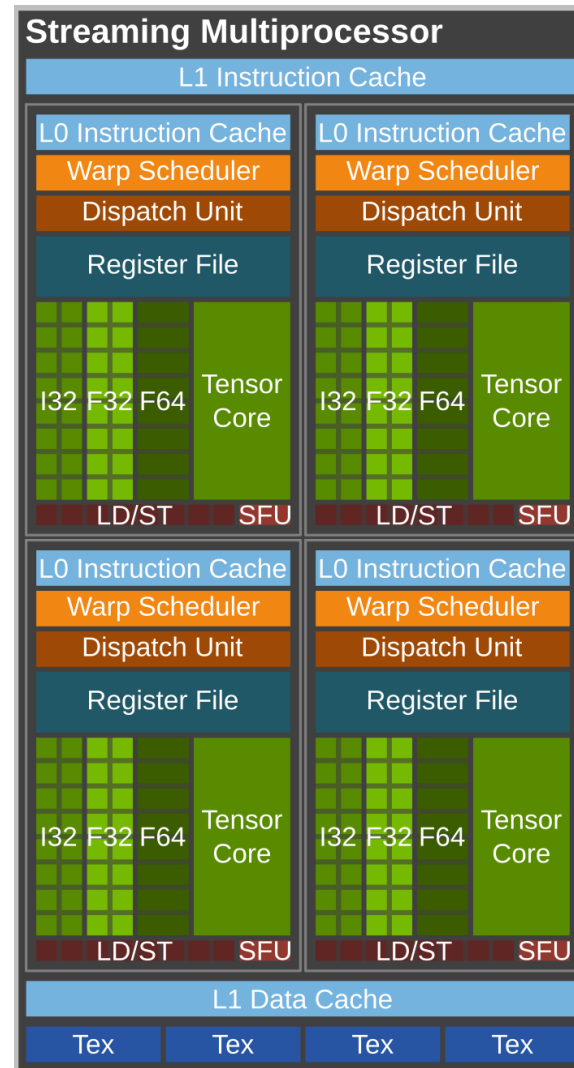 Streaming Multiprocessor
L1 Instruction Cache
L0 Instruction Cache
Warp Scheduler
Dispatch Unit
Register File
I32 F32 F64 Tensor Core
LD/ST SFU
L0 Instruction Cache
Warp Scheduler
Dispatch Unit
Register File
I32 F32 F64 Tensor Core
LD/ST SFU
L0 Instruction Cache
Warp Scheduler
Dispatch Unit
Register File
I32 F32 F64 Tensor Core
LD/ST SFU
L0 Instruction Cache
Warp Scheduler
Dispatch Unit
Register File
I32 F32 F64 Tensor Core
LD/ST SFU
L1 Data Cache
Tex Tex Tex Tex